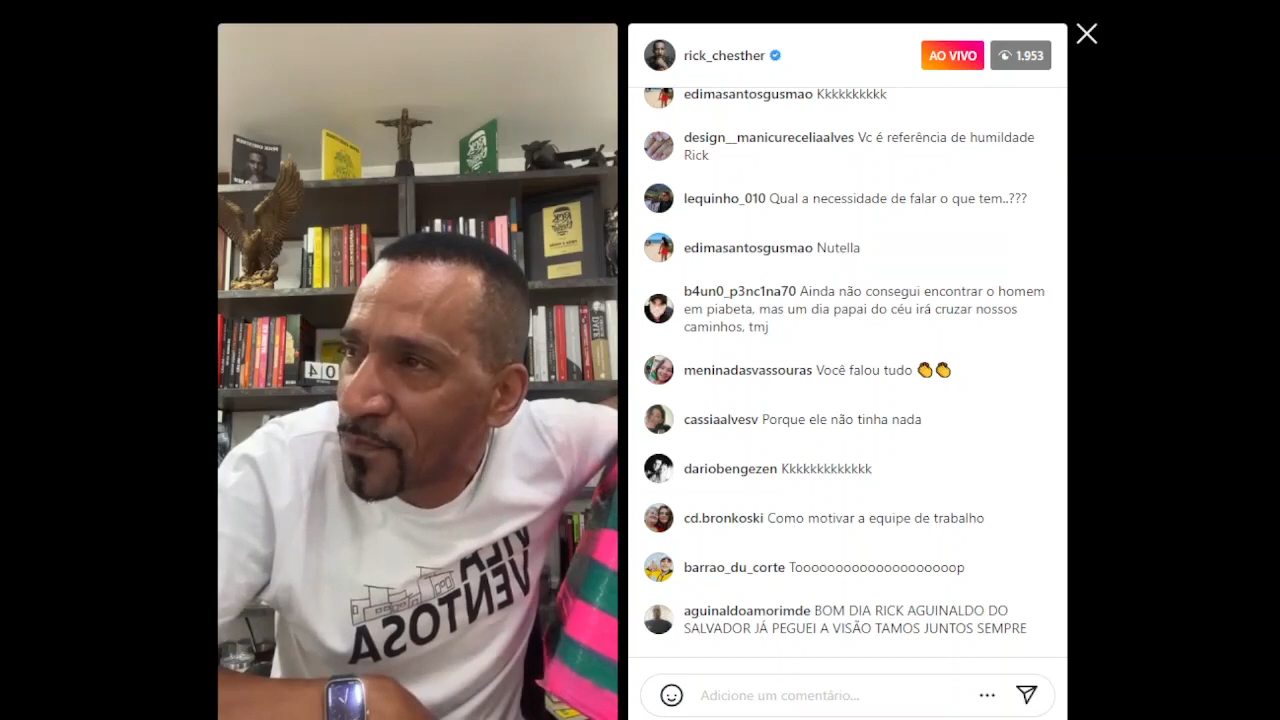 rick_chesther
AO VIVO
1.953
edimasantosgusmao Kkkkkkkkkk
design__manicureceliaalves Vc é referência de humildade
Rick
lequinho_010 Qual a necessidade de falar o que tem..???
edimasantosgusmao Nutella
b4un0_p3nc1na70 Ainda não consegui encontrar o homem
em piabeta, mas um dia papai do céu irá cruzar nossos
caminhos, tmj
meninadasvassouras Você falou tudo 👏👏
cassiaalvesv Porque ele não tinha nada
dariobengezen Kkkkkkkkkkkkk
cd.bronkoski Como motivar a equipe de trabalho
barrao_du_corte Toooooooooooooooooooop
aguinaldoamorimde BOM DIA RICK AGUINALDO DO
SALVADOR JÁ PEGUEI A VISÃO TAMOS JUNTOS SEMPRE
Adicione um comentário...
04
VILA
VENTOSA